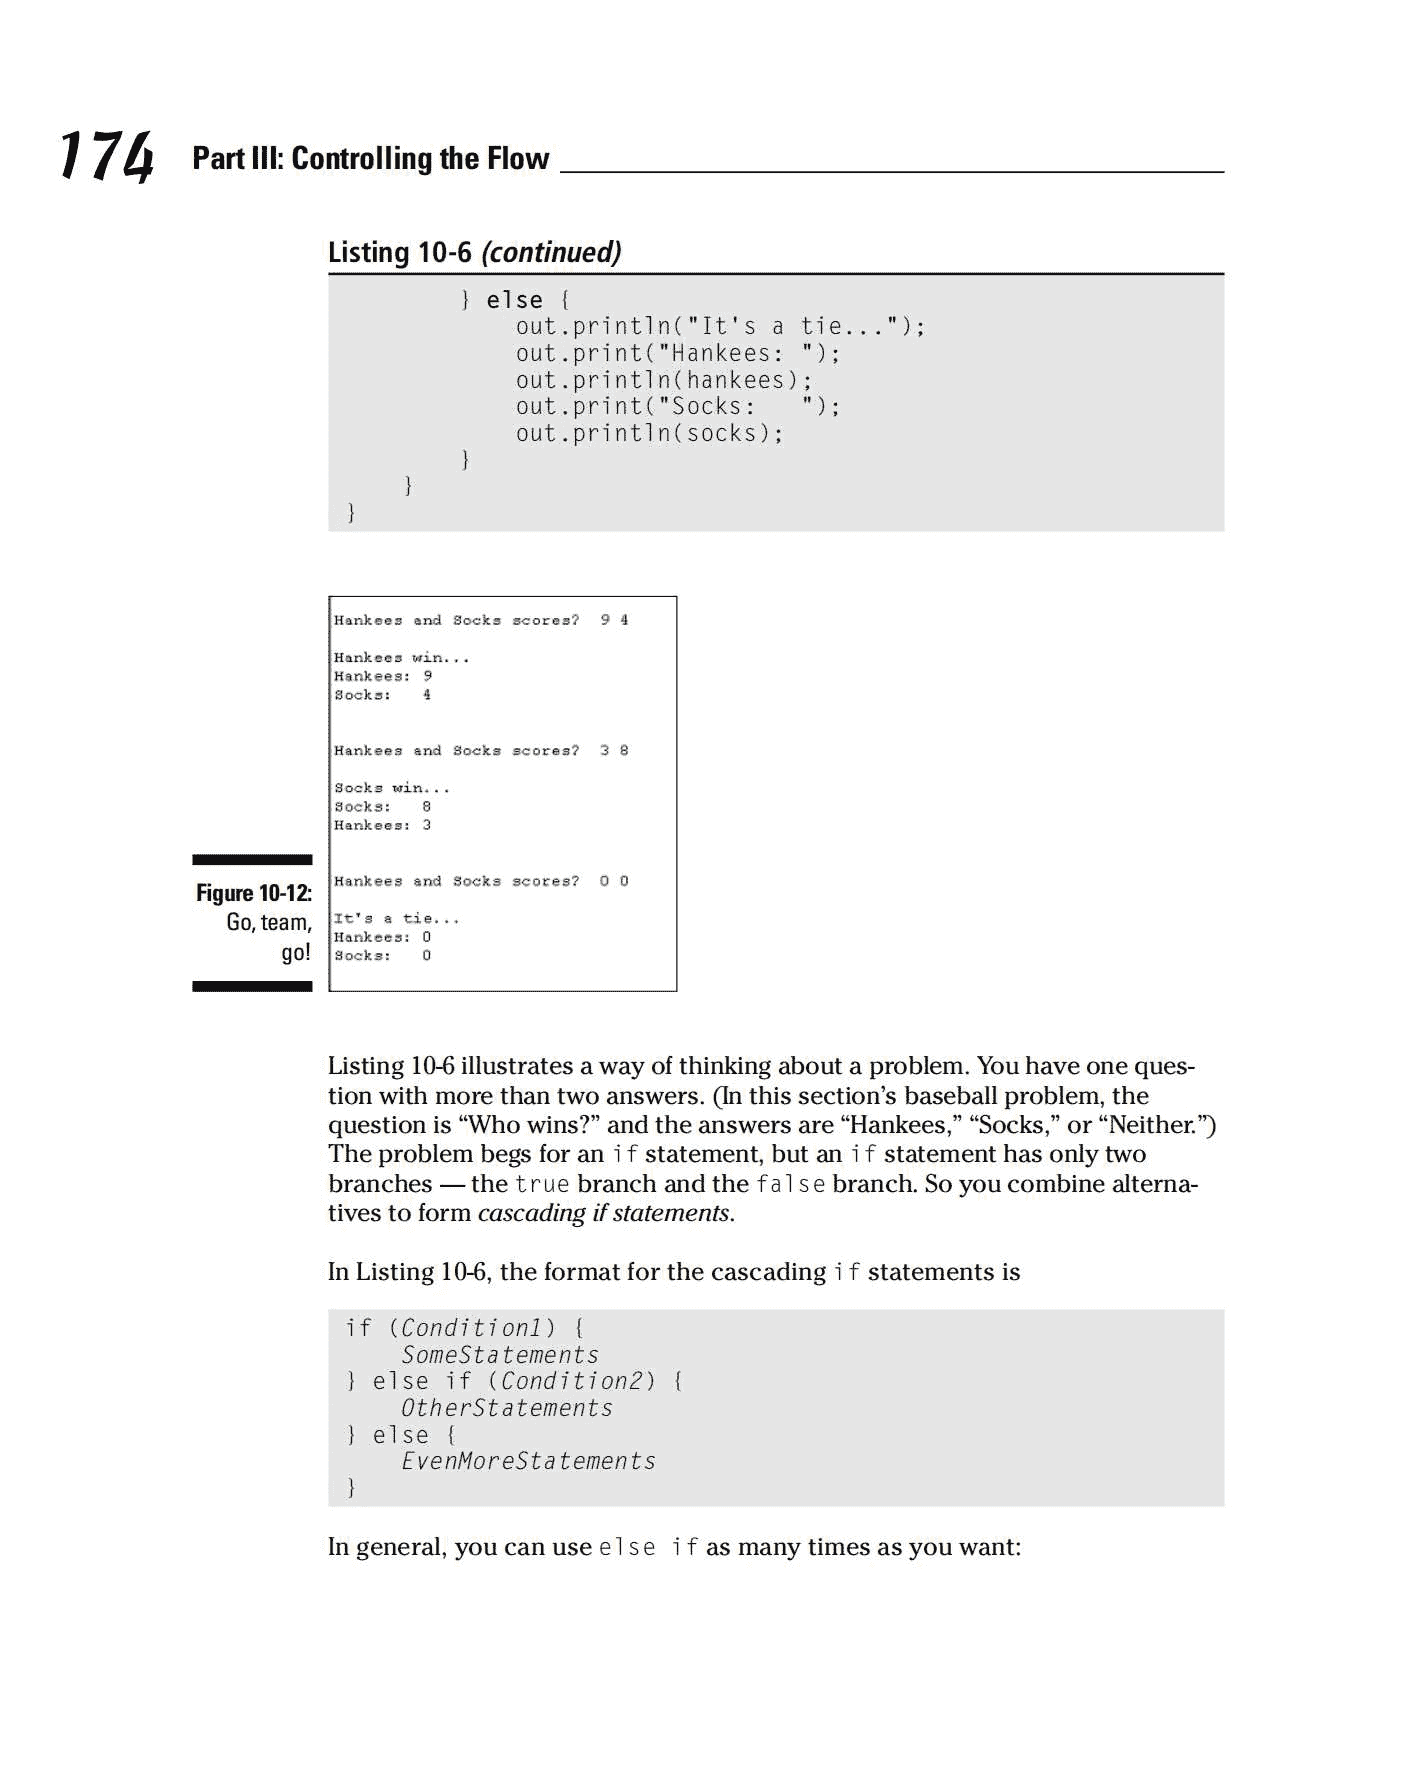 174 Part III: Controlling the Flow
Listing 10-6 (continued)
} else {
out.println("It's a tie...");
out.print("Hankees: ");
out.println(hankees);
out.print("Socks:   ");
out.println(socks);
}
}
}
Hankees and Socks scores?  9 4
Hankees win...
Hankees: 9
Socks:   4
Hankees and Socks scores?  3 8
Socks win...
Socks:   8
Hankees: 3
Hankees and Socks scores?  0 0
It's a tie...
Hankees: 0
Socks:   0
Figure 10-12:
Go, team,
go!
Listing 10-6 illustrates a way of thinking about a problem. You have one ques-
tion with more than two answers. (In this section’s baseball problem, the
question is “Who wins?” and the answers are “Hankees,” “Socks,” or “Neither.”)
The problem begs for an if statement, but an if statement has only two
branches — the true branch and the false branch. So you combine alterna-
tives to form cascading if statements.
In Listing 10-6, the format for the cascading if statements is
if (Condition1) {
SomeStatements
} else if (Condition2) {
OtherStatements
} else {
EvenMoreStatements
}
In general, you can use else if as many times as you want: